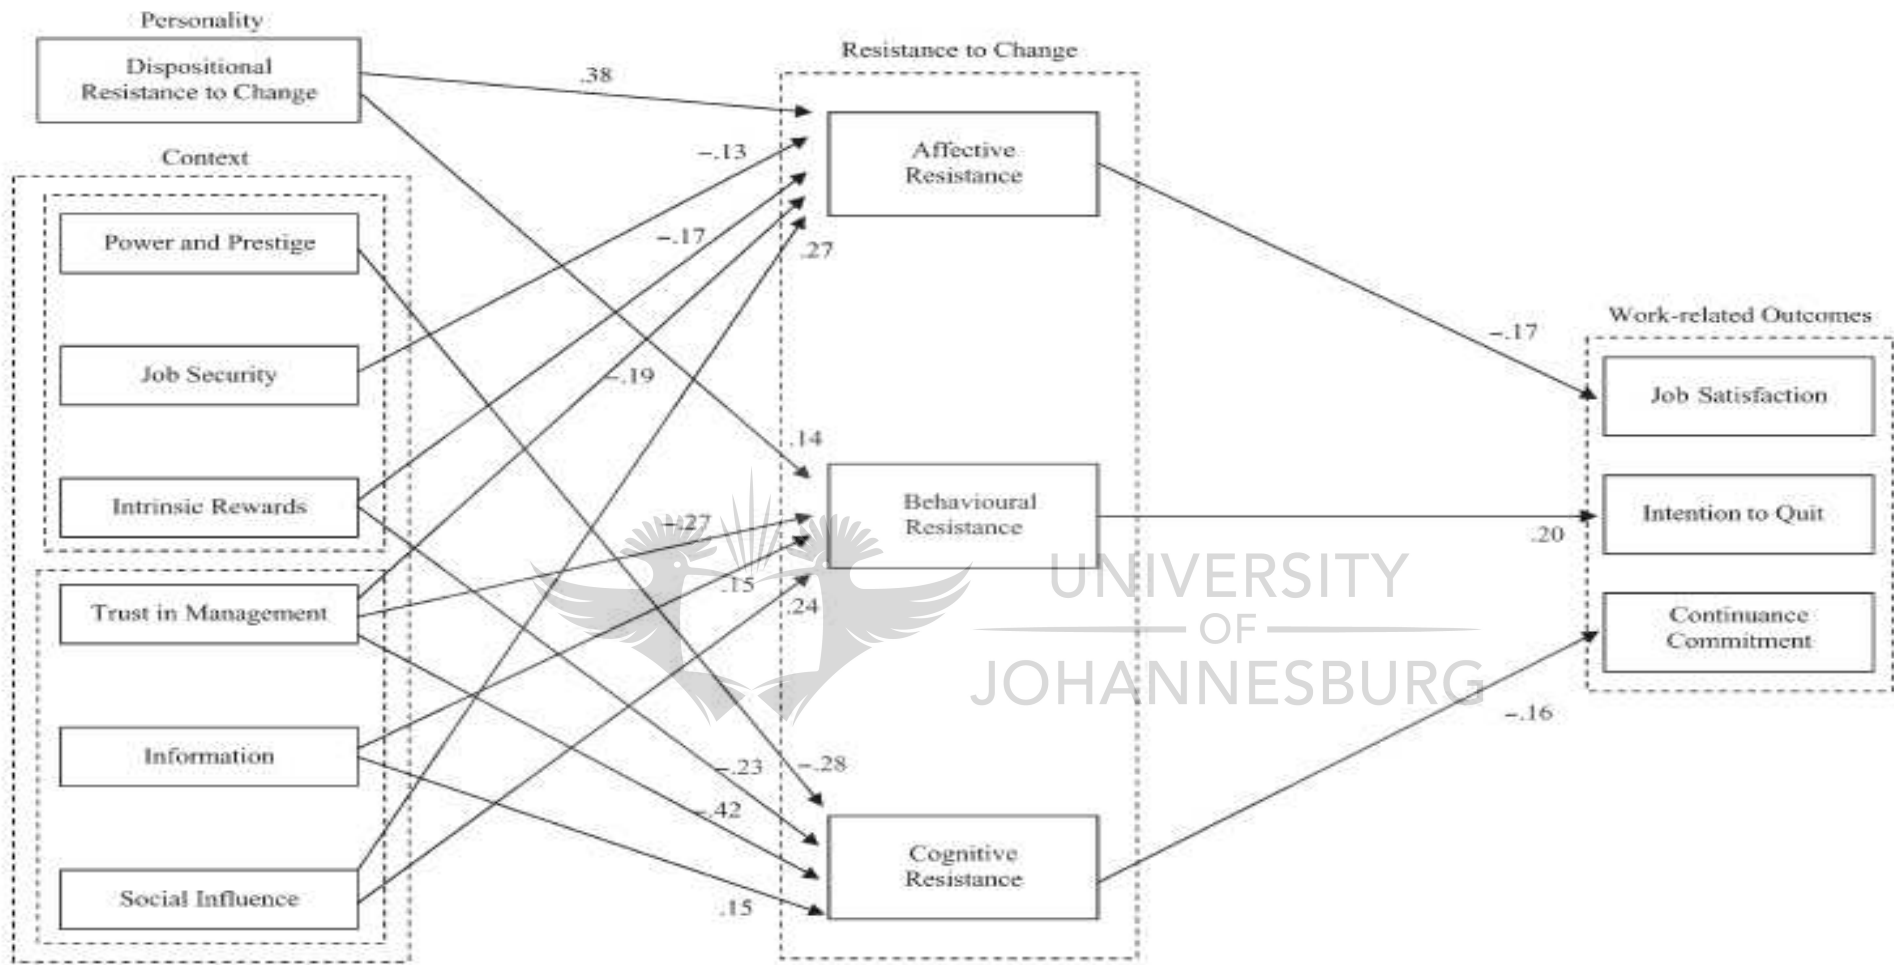 Personality
Dispositional
Resistance to Change
Context
Power and Prestige
Job Security
Intrinsic Rewards
Trust in Management
Information
Social Influence
.38
–.13
–.17
.27
–.19
.14
–.27
.15
.24
–.23
–.28
–.42
.15
Resistance to Change
Affective
Resistance
Behavioural
Resistance
Cognitive
Resistance
–.17
.20
–.16
Work-related Outcomes
Job Satisfaction
Intention to Quit
Continuance
Commitment
UNIVERSITY
OF
JOHANNESBURG